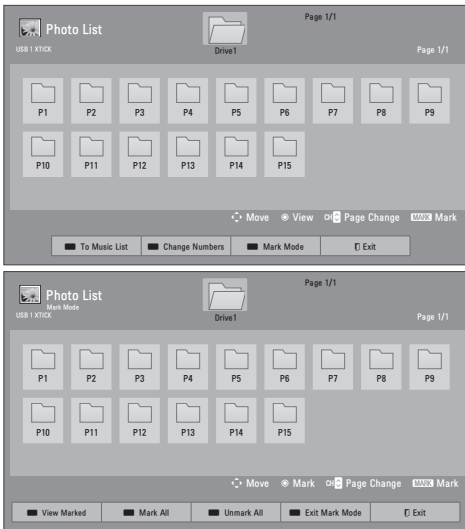 Page 1/1
Photo List
USB 1 XTICK
Drive1
Page 1/1
P1 P2 P3 P4 P5 P6 P7 P8 P9
P10 P11 P12 P13 P14 P15
Move View CH Page Change MARK Mark
To Music List Change Numbers Mark Mode Exit
Page 1/1
Photo List
Mark Mode
USB 1 XTICK
Drive1
Page 1/1
P1 P2 P3 P4 P5 P6 P7 P8 P9
P10 P11 P12 P13 P14 P15
Move Mark CH Page Change MARK Mark
View Marked Mark All Unmark All Exit Mark Mode Exit